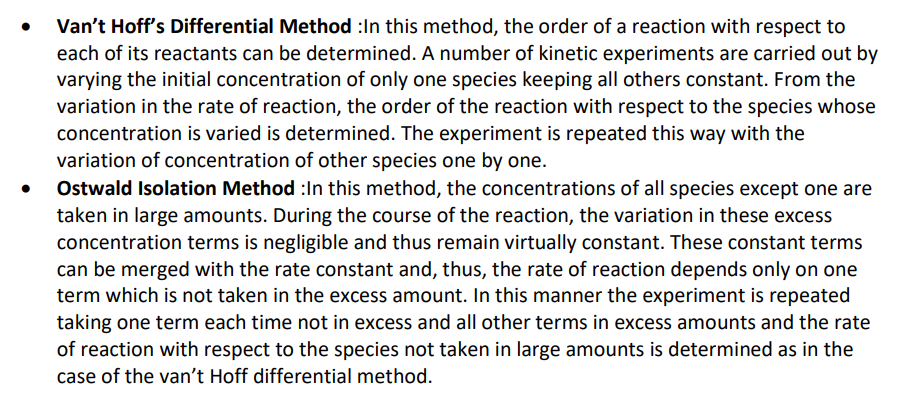 • Van't Hoff's Differential Method :In this method, the order of a reaction with respect to
each of its reactants can be determined. A number of kinetic experiments are carried out by
varying the initial concentration of only one species keeping all others constant. From the
variation in the rate of reaction, the order of the reaction with respect to the species whose
concentration is varied is determined. The experiment is repeated this way with the
variation of concentration of other species one by one.
• Ostwald Isolation Method :In this method, the concentrations of all species except one are
taken in large amounts. During the course of the reaction, the variation in these excess
concentration terms is negligible and thus remain virtually constant. These constant terms
can be merged with the rate constant and, thus, the rate of reaction depends only on one
term which is not taken in the excess amount. In this manner the experiment is repeated
taking one term each time not in excess and all other terms in excess amounts and the rate
of reaction with respect to the species not taken in large amounts is determined as in the
case of the van't Hoff differential method.